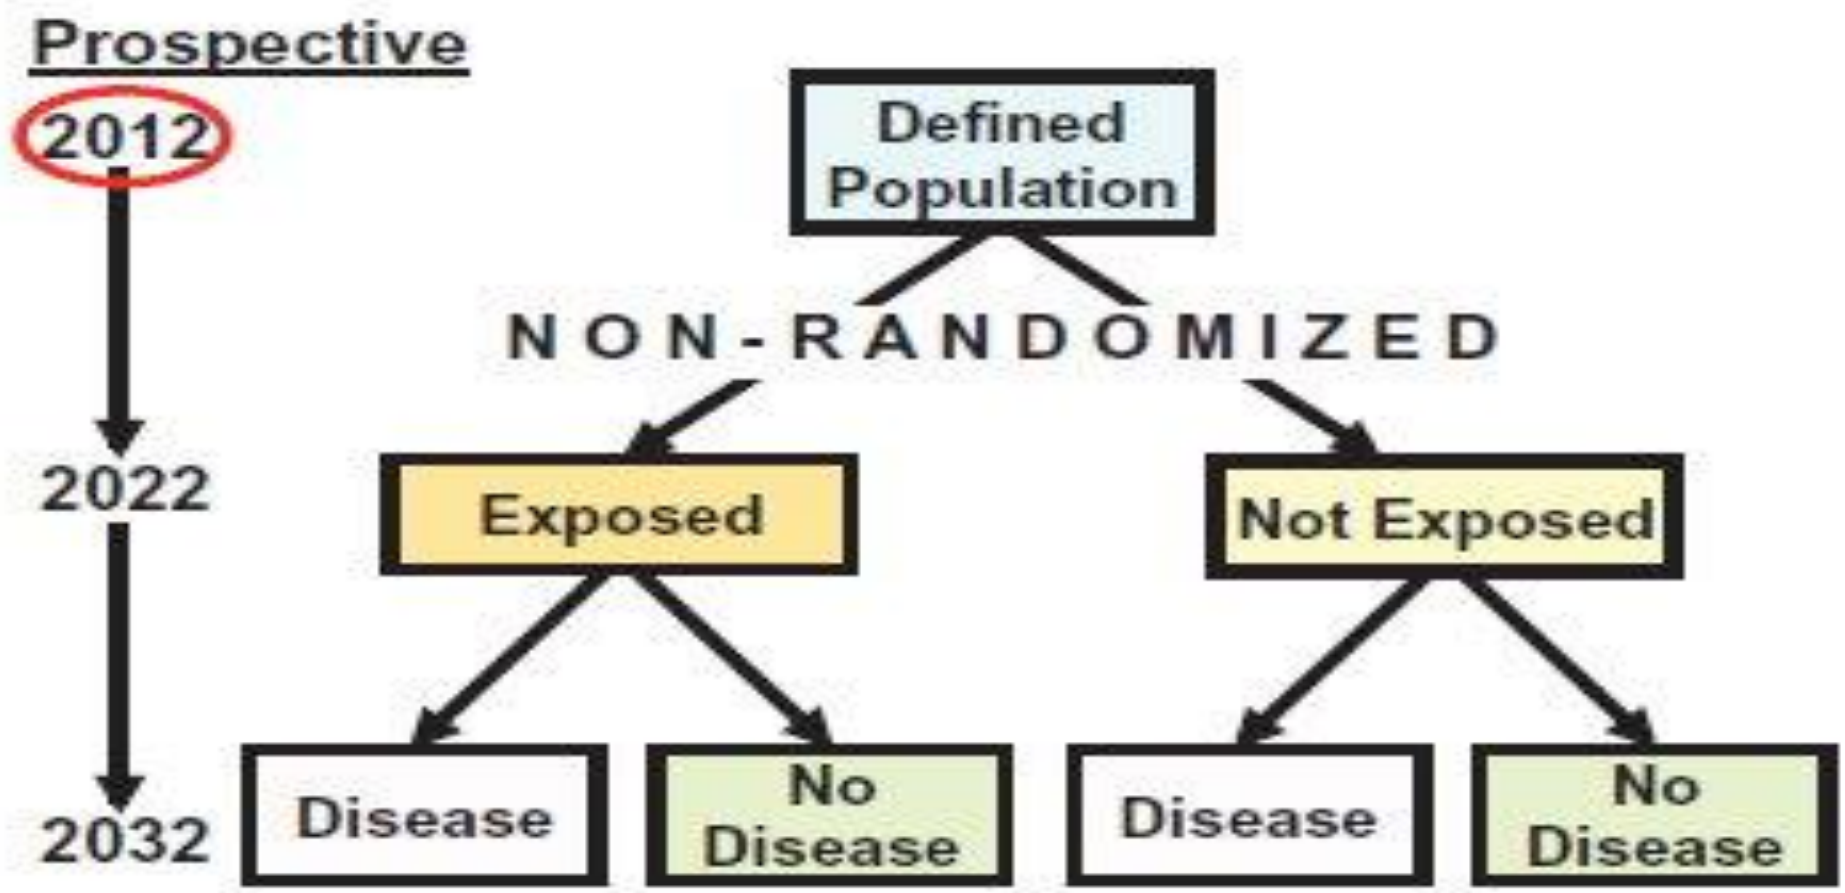 Prospective
2012
Defined
Population
NON-RANDOMIZED
2022
Exposed
Not Exposed
2032
Disease
No
Disease
Disease
No
Disease